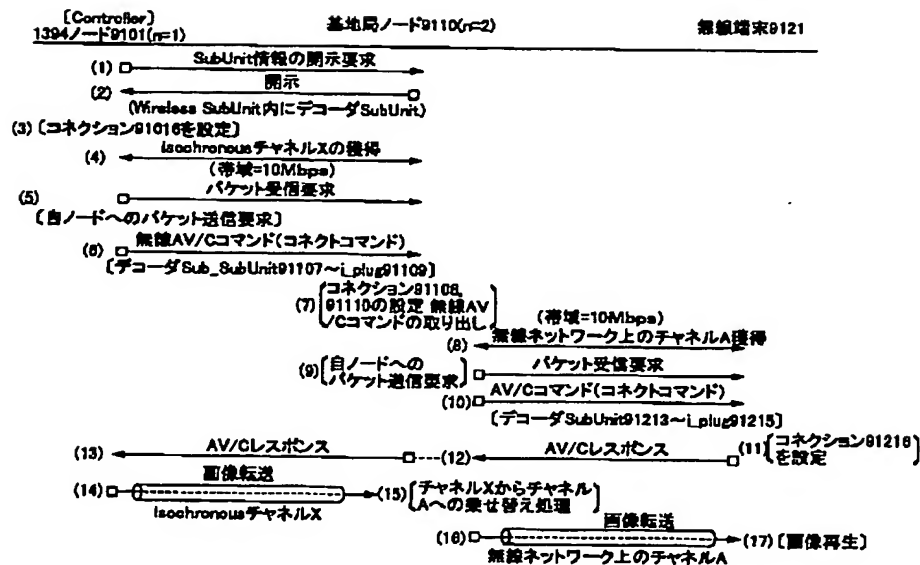 [Controller]
1394ノード9101(n=1)
基地局ノード9110(n=2)
無線端末9121
(1)
SubUnit情報の開示要求
(2)
開示
(Wireless SubUnit内にデコーダSubUnit)
(3)[コネクション91016を設定]
(4)
IsochronousチャネルXの獲得
(帯域=10Mbps)
(5)
パケット受信要求
[自ノードへのパケット送信要求]
(6)
無線AV/Cコマンド(コネクトコマンド)
[デコーダSub_SubUnit91107~i_plug91109]
(7)
コネクション91108,
91110の設定 無線AV
/Cコマンドの取り出し
(帯域=10Mbps)
(8)
無線ネットワーク上のチャネルA獲得
(9)
自ノードへの
パケット送信要求
パケット受信要求
(10)
AV/Cコマンド(コネクトコマンド)
[デコーダSubUnit91213~i_plug91215]
(11)
コネクション91216
を設定
(12)
AV/Cレスポンス
(13)
AV/Cレスポンス
(14)
画像転送
IsochronousチャネルX
(15)
チャネルXからチャネル
Aへの乗せ替え処理
(16)
画像転送
無線ネットワーク上のチャネルA
(17)[画像再生]